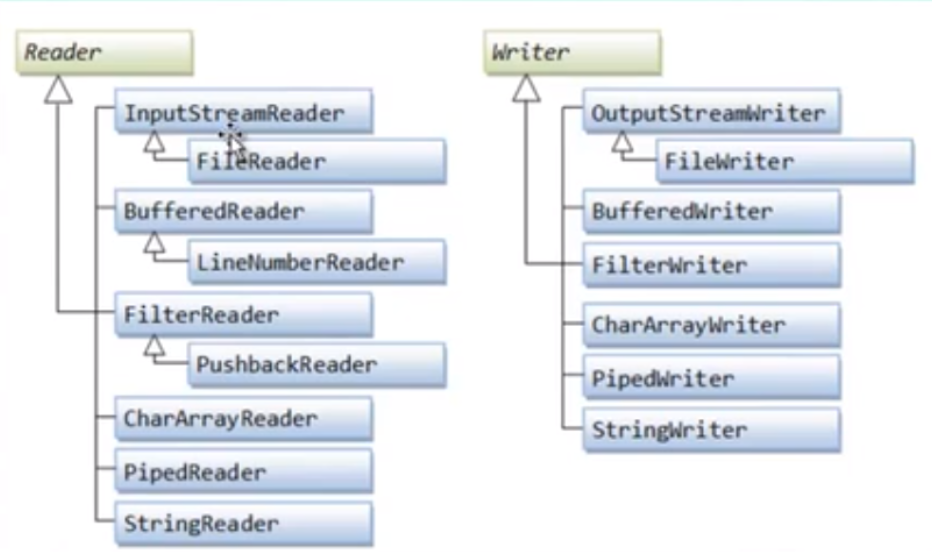 Reader
InputStreamReader
FileReader
BufferedReader
LineNumberReader
FilterReader
PushbackReader
CharArrayReader
PipedReader
StringReader
Writer
OutputStreamWriter
FileWriter
BufferedWriter
FilterWriter
CharArrayWriter
PipedWriter
StringWriter